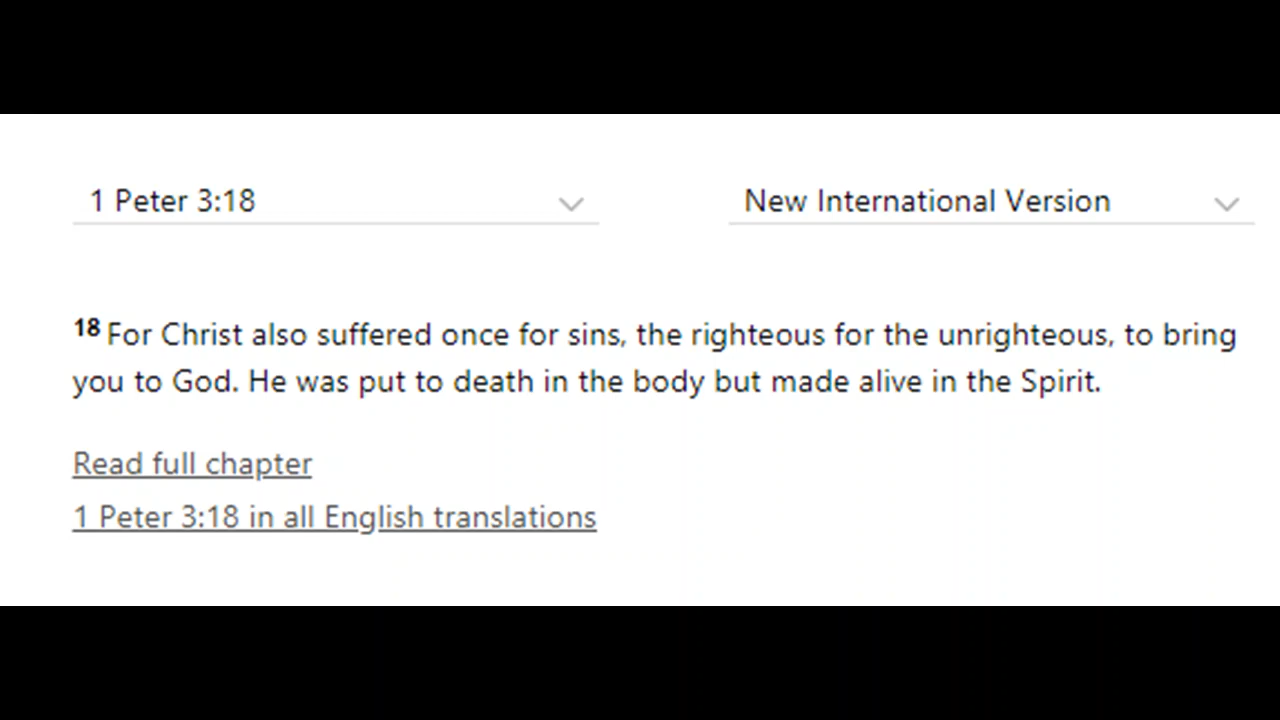 1 Peter 3:18
New International Version
18 For Christ also suffered once for sins, the righteous for the unrighteous, to bring
you to God. He was put to death in the body but made alive in the Spirit.
Read full chapter
1 Peter 3:18 in all English translations